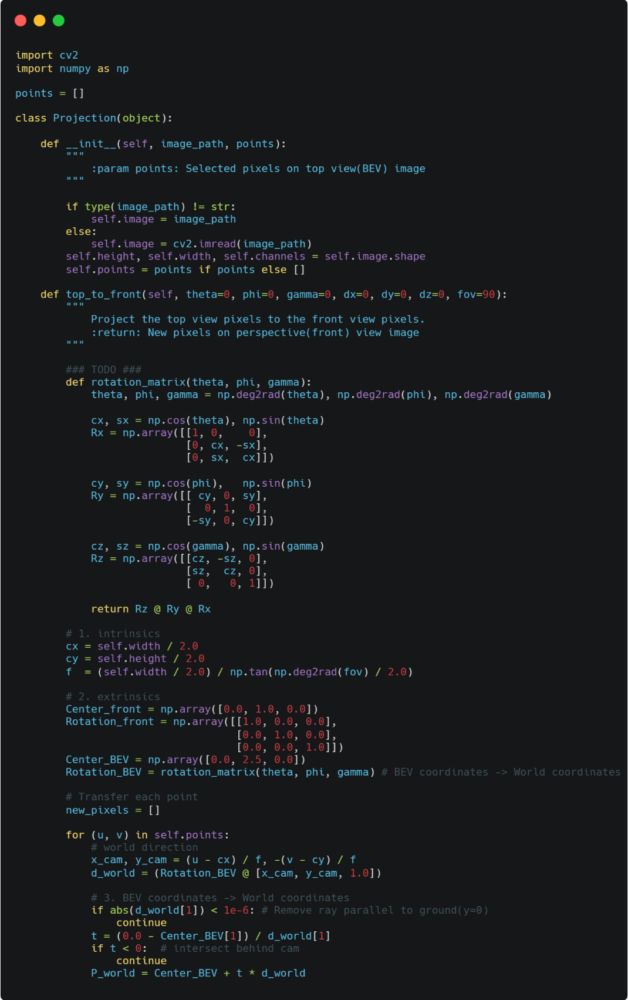 import cv2
import numpy as np

points = []

class Projection(object):

    def __init__(self, image_path, points):
        """
            :param points: Selected pixels on top view(BEV) image
        """

        if type(image_path) != str:
            self.image = image_path
        else:
            self.image = cv2.imread(image_path)
        self.height, self.width, self.channels = self.image.shape
        self.points = points if points else []

    def top_to_front(self, theta=0, phi=0, gamma=0, dx=0, dy=0, dz=0, fov=90):
        """
            Project the top view pixels to the front view pixels.
            :return: New pixels on perspective(front) view image
        """

        ### TODO ###
        def rotation_matrix(theta, phi, gamma):
            theta, phi, gamma = np.deg2rad(theta), np.deg2rad(phi), np.deg2rad(gamma)

            cx, sx = np.cos(theta), np.sin(theta)
            Rx = np.array([[1, 0,     0],
                           [0, cx, -sx],
                           [0, sx,  cx]])

            cy, sy = np.cos(phi),   np.sin(phi)
            Ry = np.array([[ cy, 0, sy],
                           [  0, 1,  0],
                           [-sy, 0, cy]])

            cz, sz = np.cos(gamma), np.sin(gamma)
            Rz = np.array([[cz, -sz, 0],
                           [sz,  cz, 0],
                           [ 0,   0, 1]])

            return Rz @ Ry @ Rx

        # 1. intrinsics
        cx = self.width / 2.0
        cy = self.height / 2.0
        f  = (self.width / 2.0) / np.tan(np.deg2rad(fov) / 2.0)

        # 2. extrinsics
        Center_front = np.array([0.0, 1.0, 0.0])
        Rotation_front = np.array([[1.0, 0.0, 0.0],
                                   [0.0, 1.0, 0.0],
                                   [0.0, 0.0, 1.0]])
        Center_BEV = np.array([0.0, 2.5, 0.0])
        Rotation_BEV = rotation_matrix(theta, phi, gamma) # BEV coordinates -> World coordinates

        # Transfer each point
        new_pixels = []

        for (u, v) in self.points:
            # world direction
            x_cam, y_cam = (u - cx) / f, -(v - cy) / f
            d_world = (Rotation_BEV @ [x_cam, y_cam, 1.0])

            # 3. BEV coordinates -> World coordinates
            if abs(d_world[1]) < 1e-6: # Remove ray parallel to ground(y=0)
                continue
            t = (0.0 - Center_BEV[1]) / d_world[1]
            if t < 0:  # intersect behind cam
                continue
            P_world = Center_BEV + t * d_world